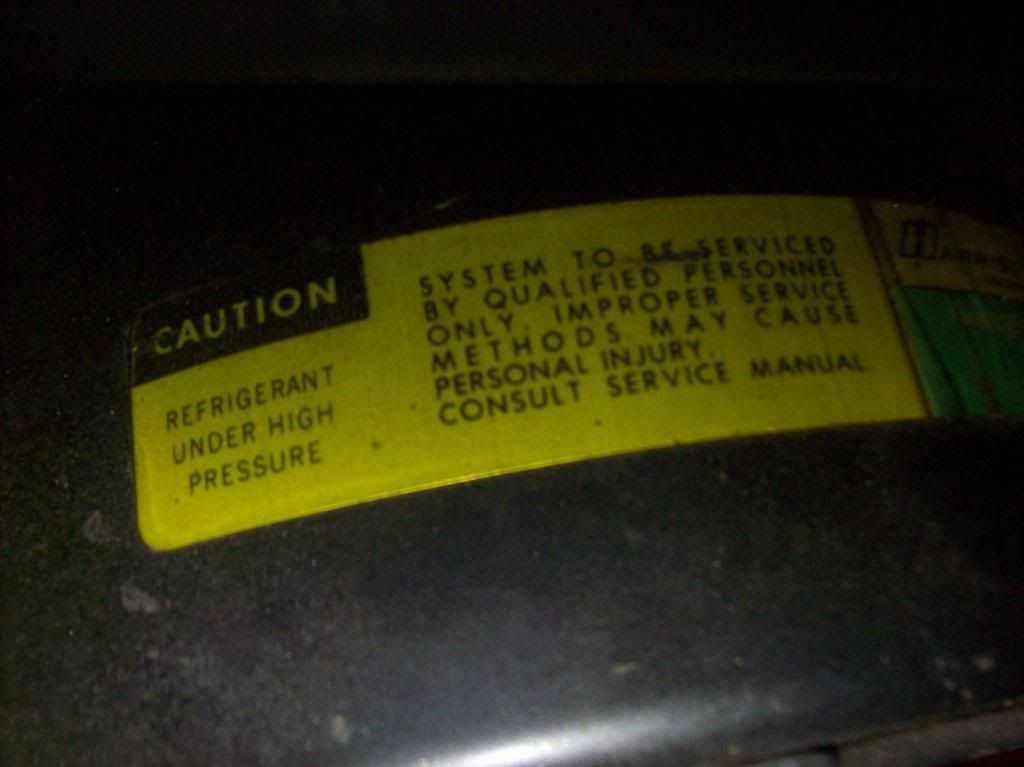 CAUTION
REFRIGERANT
UNDER HIGH
PRESSURE
SYSTEM TO BE SERVICED
BY QUALIFIED PERSONNEL
ONLY. IMPROPER SERVICE
METHODS MAY CAUSE
PERSONAL INJURY.
CONSULT SERVICE MANUAL